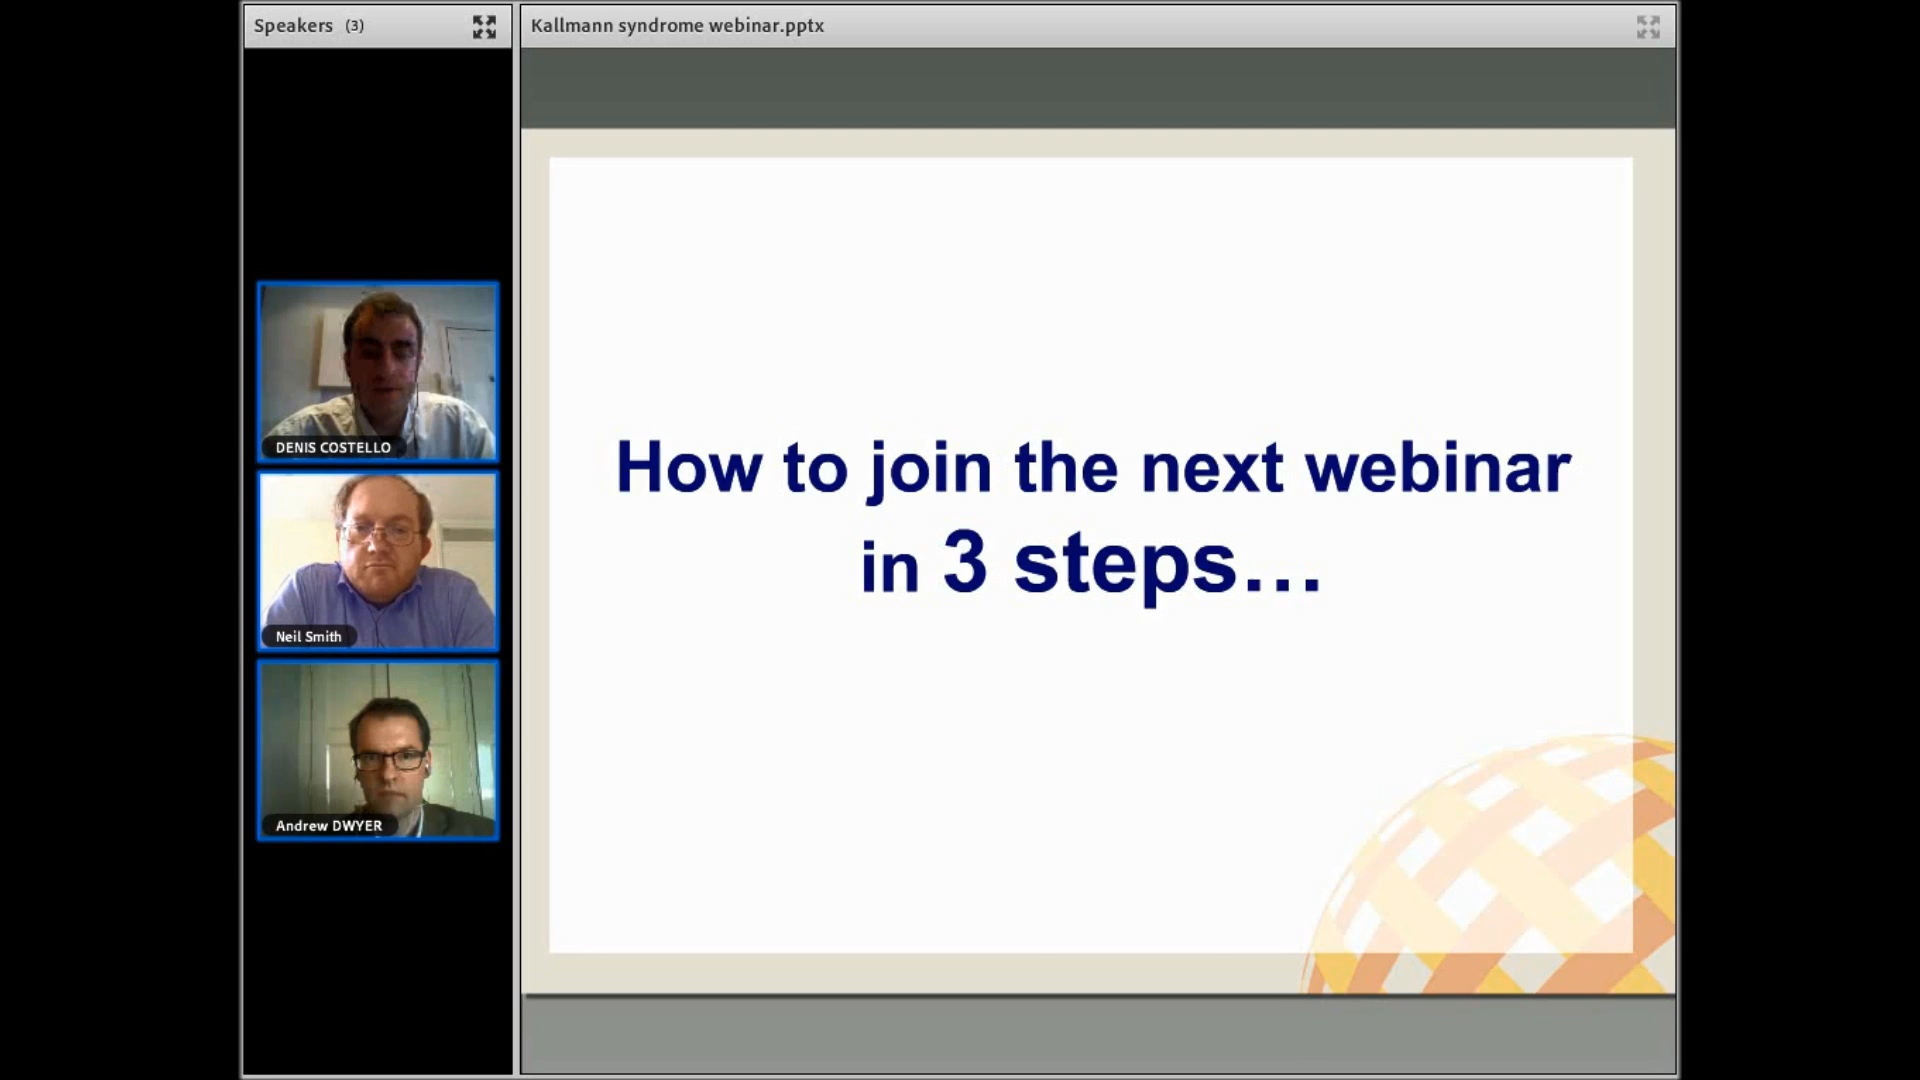 Speakers (3)
Kallmann syndrome webinar.pptx
DENIS COSTELLO
Neil Smith
Andrew DWYER
How to join the next webinar
in 3 steps…